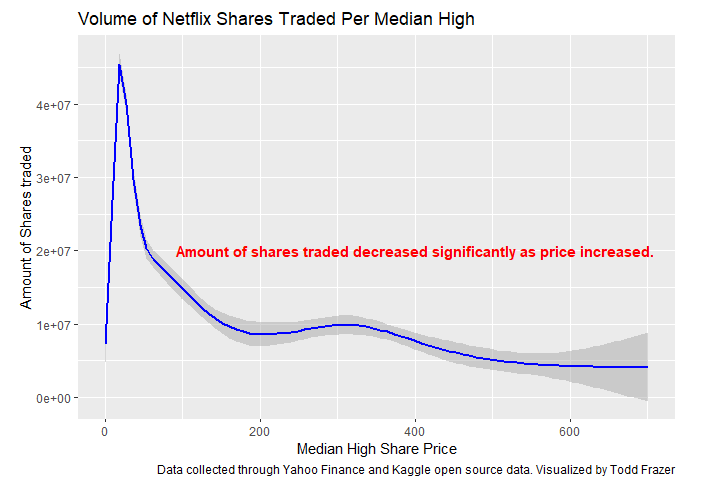 Volume of Netflix Shares Traded Per Median High
4e+07
3e+07
2e+07
1e+07
0e+00
Amount of Shares traded
Amount of shares traded decreased significantly as price increased.
0 200 400 600
Median High Share Price
Data collected through Yahoo Finance and Kaggle open source data. Visualized by Todd Frazer